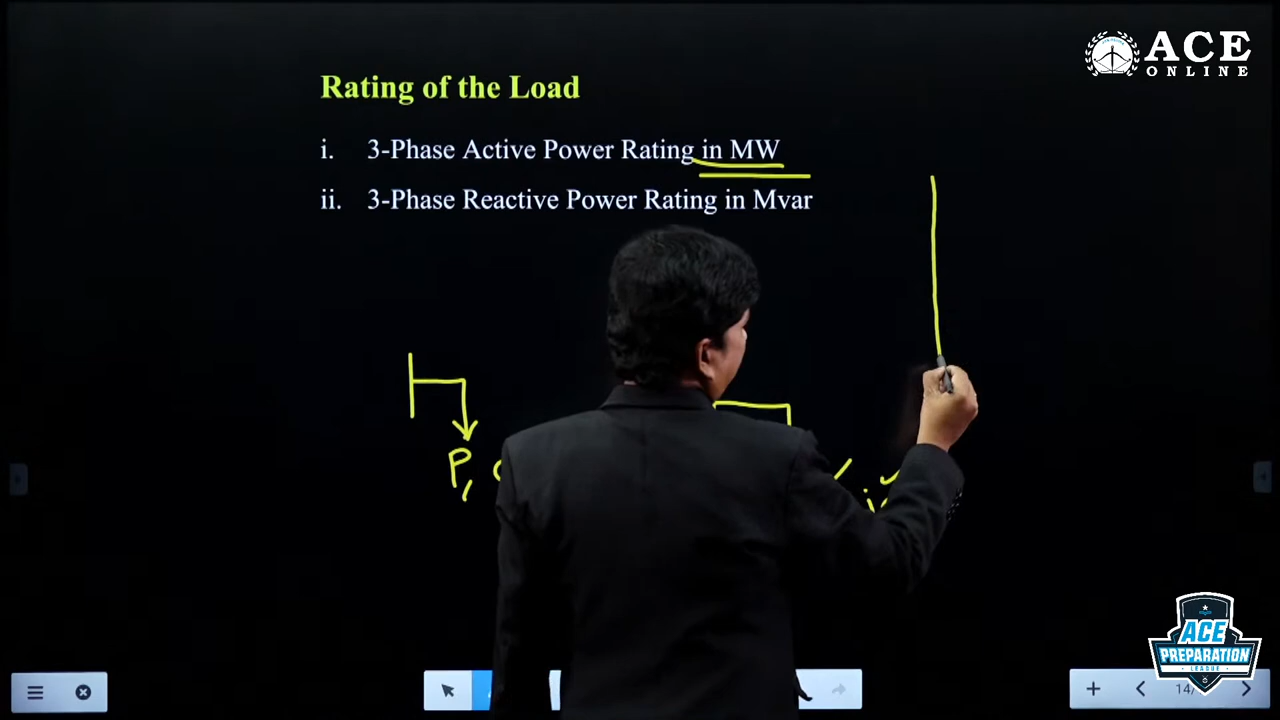 ACE
ONLINE
Rating of the Load
i. 3-Phase Active Power Rating in MW
ii. 3-Phase Reactive Power Rating in Mvar
P,
14/
ACE
PREPARATION
LEAGUE